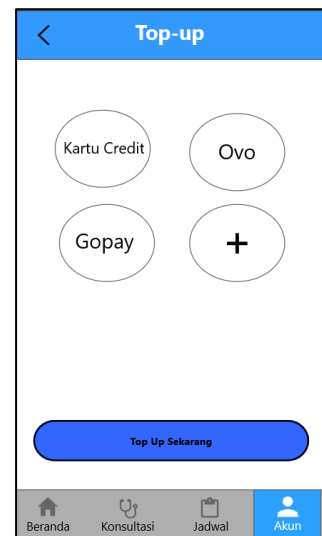 Top-up
Kartu Credit
Ovo
Gopay
+
Top Up Sekarang
Beranda
Konsultasi
Jadwal
Akun